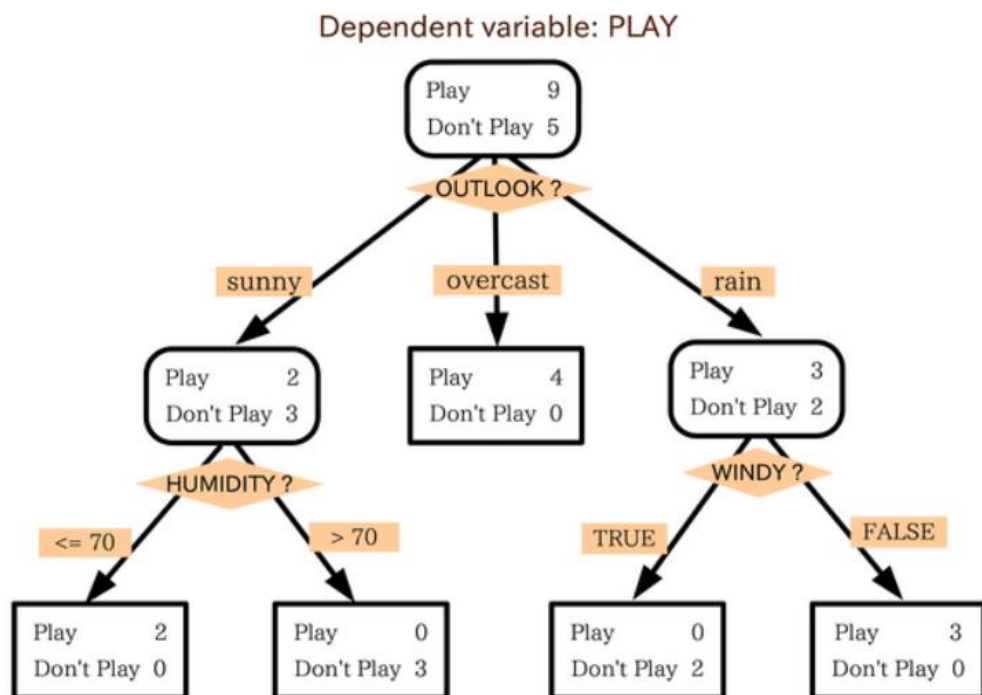 Dependent variable: PLAY
Play 9
Don't Play 5
OUTLOOK ?
sunny
overcast
rain
Play 2
Don't Play 3
Play 4
Don't Play 0
Play 3
Don't Play 2
HUMIDITY ?
WINDY ?
<= 70
> 70
TRUE
FALSE
Play 2
Don't Play 0
Play 0
Don't Play 3
Play 0
Don't Play 2
Play 3
Don't Play 0